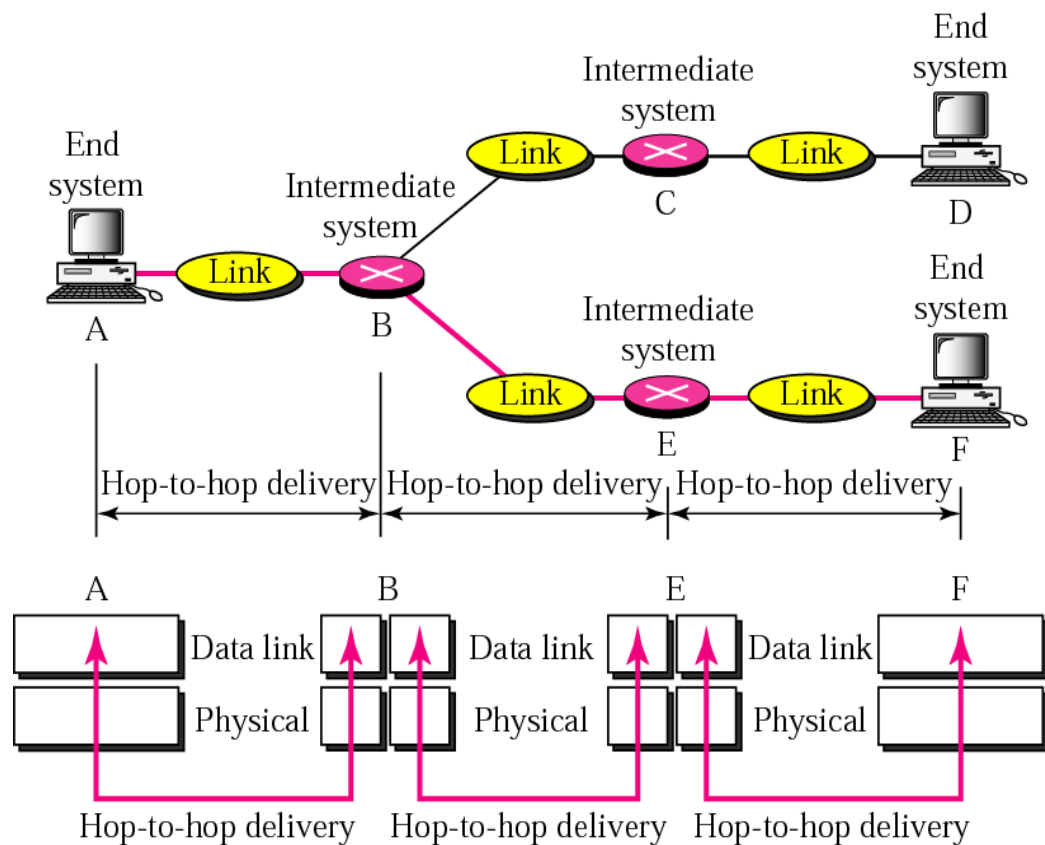 End
system
Intermediate
system
Link
Link
C
D
End
system
Intermediate
system
Link
A
B
End
system
Intermediate
system
Link
Link
E
F
Hop-to-hop delivery
Hop-to-hop delivery
Hop-to-hop delivery
A
B
E
F
Data link
Data link
Data link
Physical
Physical
Physical
Hop-to-hop delivery
Hop-to-hop delivery
Hop-to-hop delivery